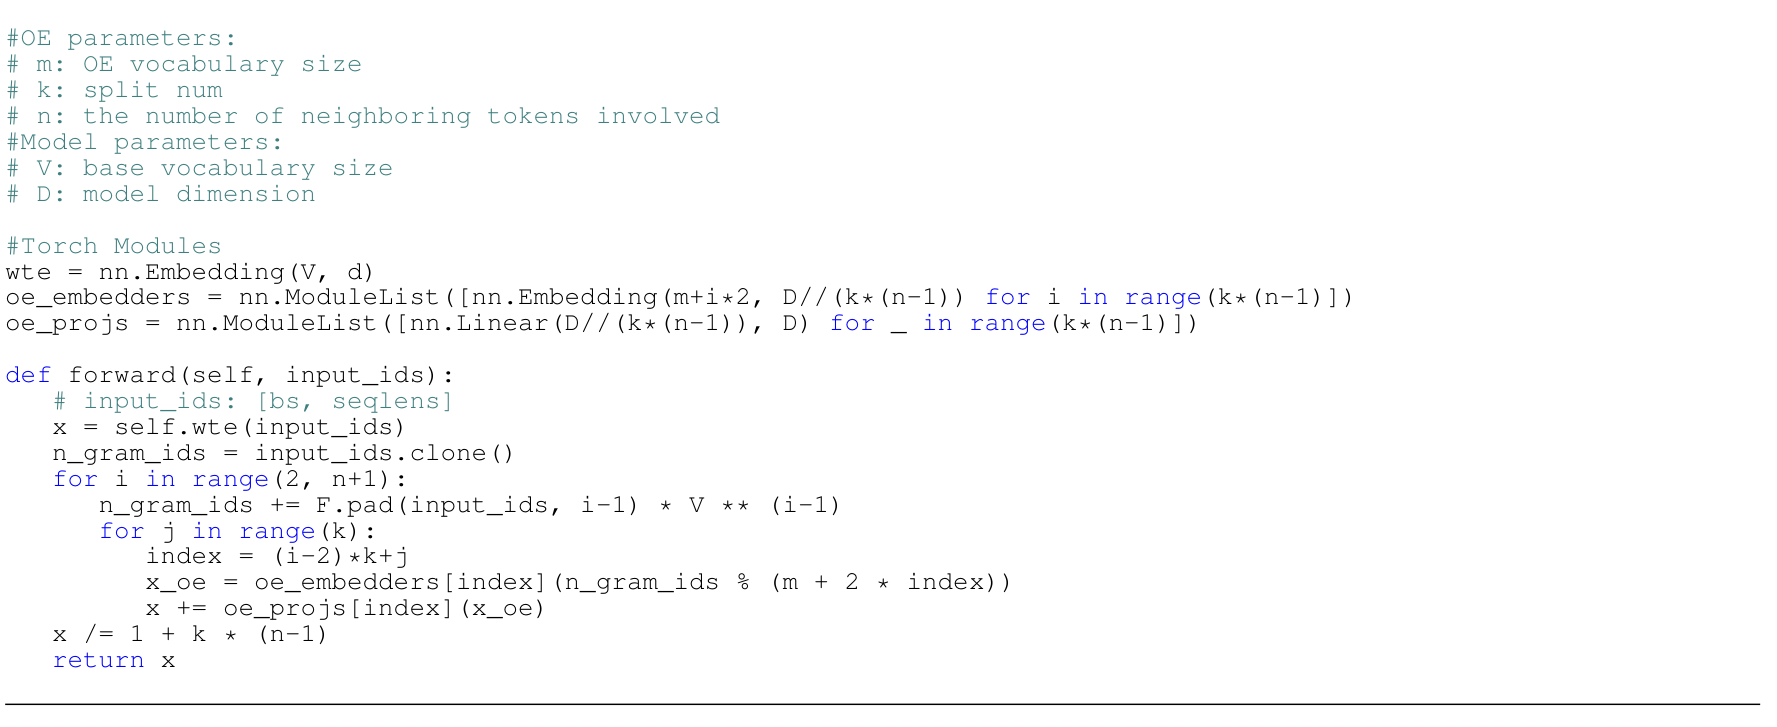 #OE parameters:
# m: OE vocabulary size
# k: split num
# n: the number of neighboring tokens involved
#Model parameters:
# V: base vocabulary size
# D: model dimension
#Torch Modules
wte = nn.Embedding(V, d)
oe_embedders = nn.ModuleList([nn.Embedding(m+i*2, D//(k*(n-1)) for i in range(k*(n-1)])
oe_projs = nn.ModuleList([nn.Linear(D//(k*(n-1)), D) for _ in range(k*(n-1)])
def forward(self, input_ids):
# input_ids: [bs, seqlens]
x = self.wte(input_ids)
n_gram_ids = input_ids.clone()
for i in range(2, n+1):
n_gram_ids += F.pad(input_ids, i-1) * V ** (i-1)
for j in range(k):
index = (i-2)*k+j
x_oe = oe_embedders[index](n_gram_ids % (m + 2 * index))
x += oe_projs[index](x_oe)
x /= 1 + k * (n-1)
return x